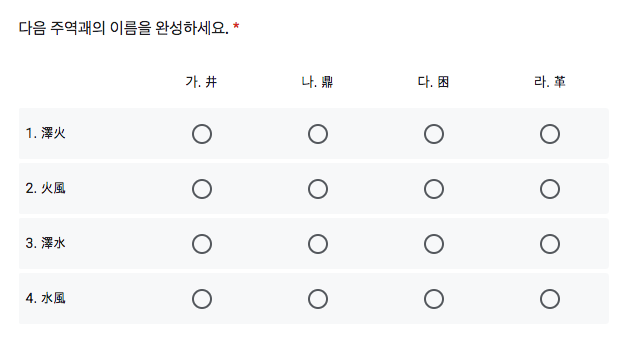 다음 주역괘의 이름을 완성하세요. *
가. 井 나. 鼎 다. 困 라. 革
1. 澤火
2. 火風
3. 澤水
4. 水風